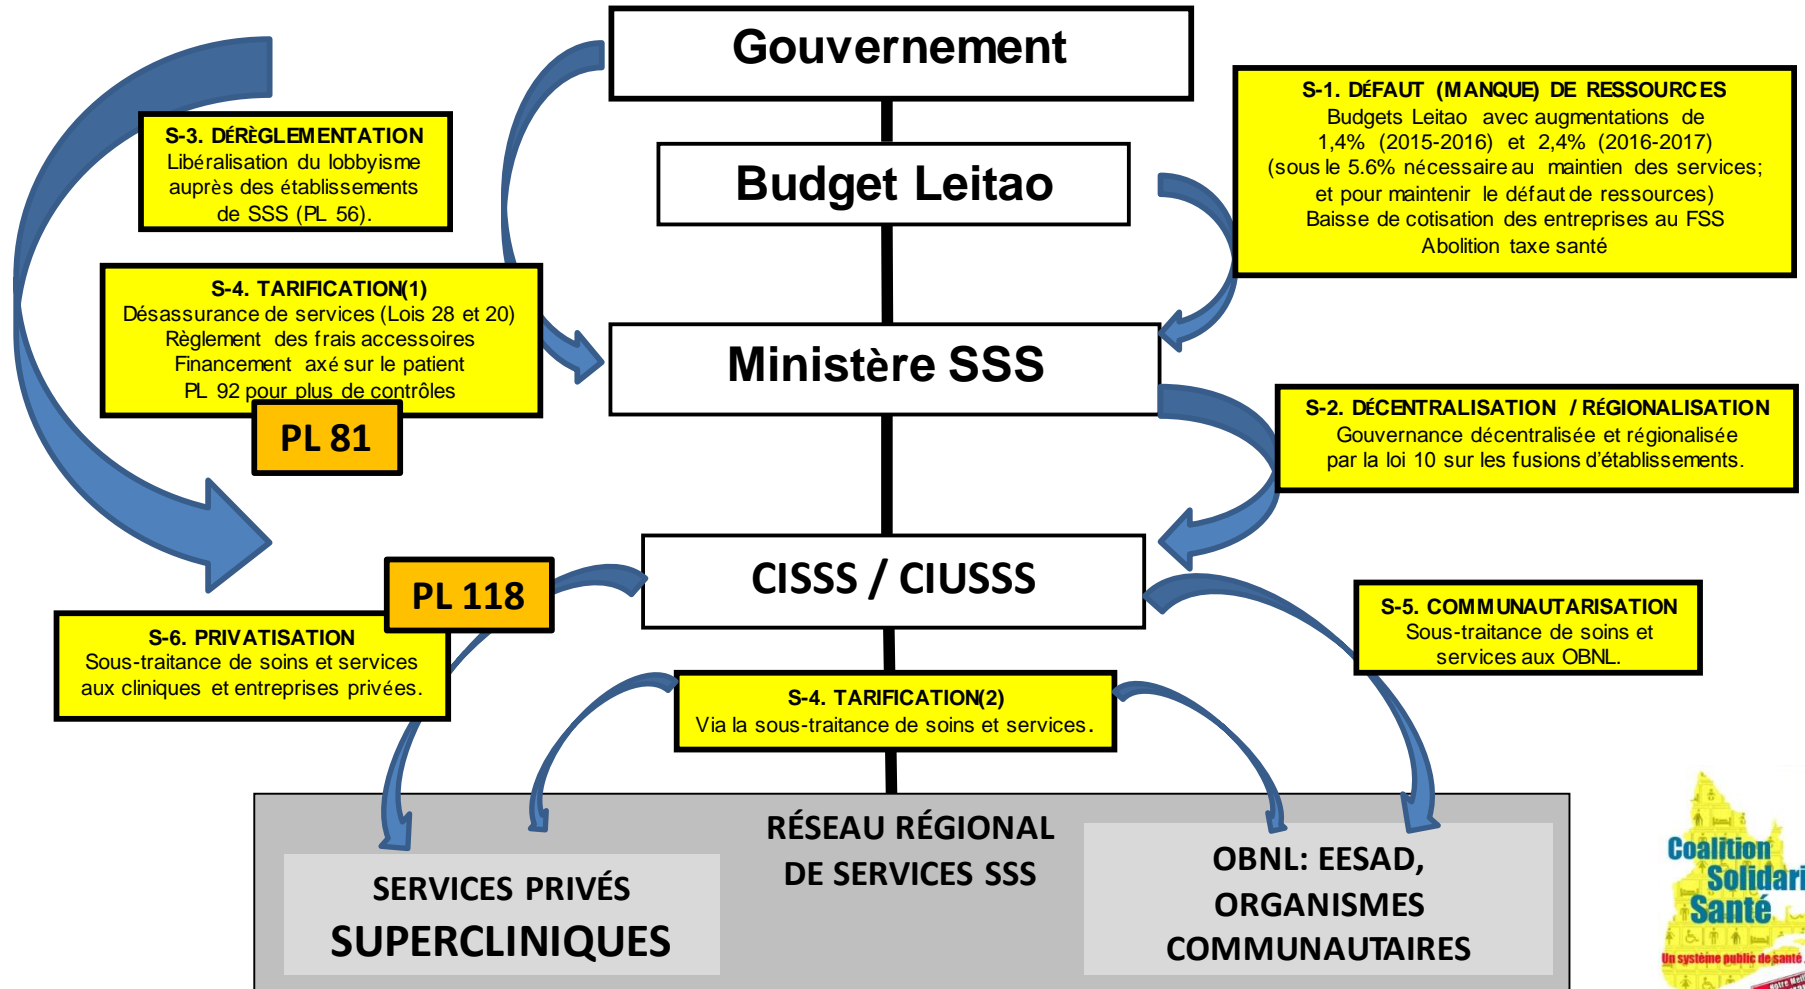 Gouvernement
S-1. DÉFAUT (MANQUE) DE RESSOURCES
Budgets Leitao avec augmentations de
1,4% (2015-2016) et 2,4% (2016-2017)
(sous le 5.6% nécessaire au maintien des services;
et pour maintenir le défaut de ressources)
Baisse de cotisation des entreprises au FSS
Abolition taxe santé
S-3. DÉRÈGLEMENTATION
Libéralisation du lobbyisme
auprès des établissements
de SSS (PL 56).
Budget Leitao
S-4. TARIFICATION(1)
Désassurance de services (Lois 28 et 20)
Règlement des frais accessoires
Financement axé sur le patient
PL 92 pour plus de contrôles
PL 81
Ministère SSS
S-2. DÉCENTRALISATION / RÉGIONALISATION
Gouvernance décentralisée et régionalisée
par la loi 10 sur les fusions d'établissements.
CISSS / CIUSSS
PL 118
S-6. PRIVATISATION
Sous-traitance de soins et services
aux cliniques et entreprises privées.
S-5. COMMUNAUTARISATION
Sous-traitance de soins et
services aux OBNL.
S-4. TARIFICATION(2)
Via la sous-traitance de soins et services.
RÉSEAU RÉGIONAL
DE SERVICES SSS
SERVICES PRIVÉS
SUPERCLINIQUES
OBNL: EESAD,
ORGANISMES
COMMUNAUTAIRES
Coalition
Solidari
Santé
Un système public de santé